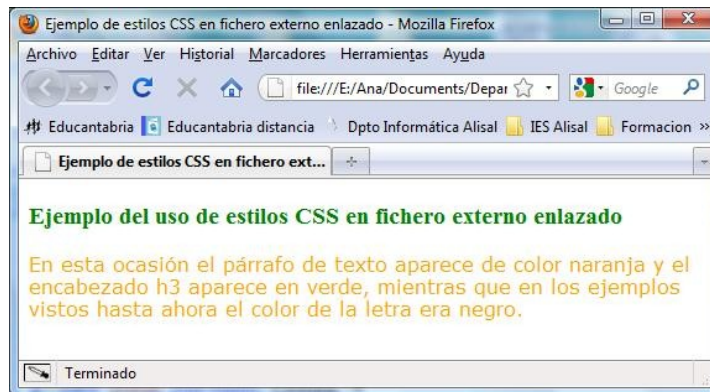 Ejemplo de estilos CSS en fichero externo enlazado - Mozilla Firefox
Archivo Editar Ver Historial Marcadores Herramientas Ayuda
file:///E:/Ana/Documents/Depar Google
Educantabria Educantabria distancia Dpto Informática Alisal IES Alisal Formacion »
Ejemplo de estilos CSS en fichero ext...
Ejemplo del uso de estilos CSS en fichero externo enlazado
En esta ocasión el párrafo de texto aparece de color naranja y el
encabezado h3 aparece en verde, mientras que en los ejemplos
vistos hasta ahora el color de la letra era negro.
Terminado